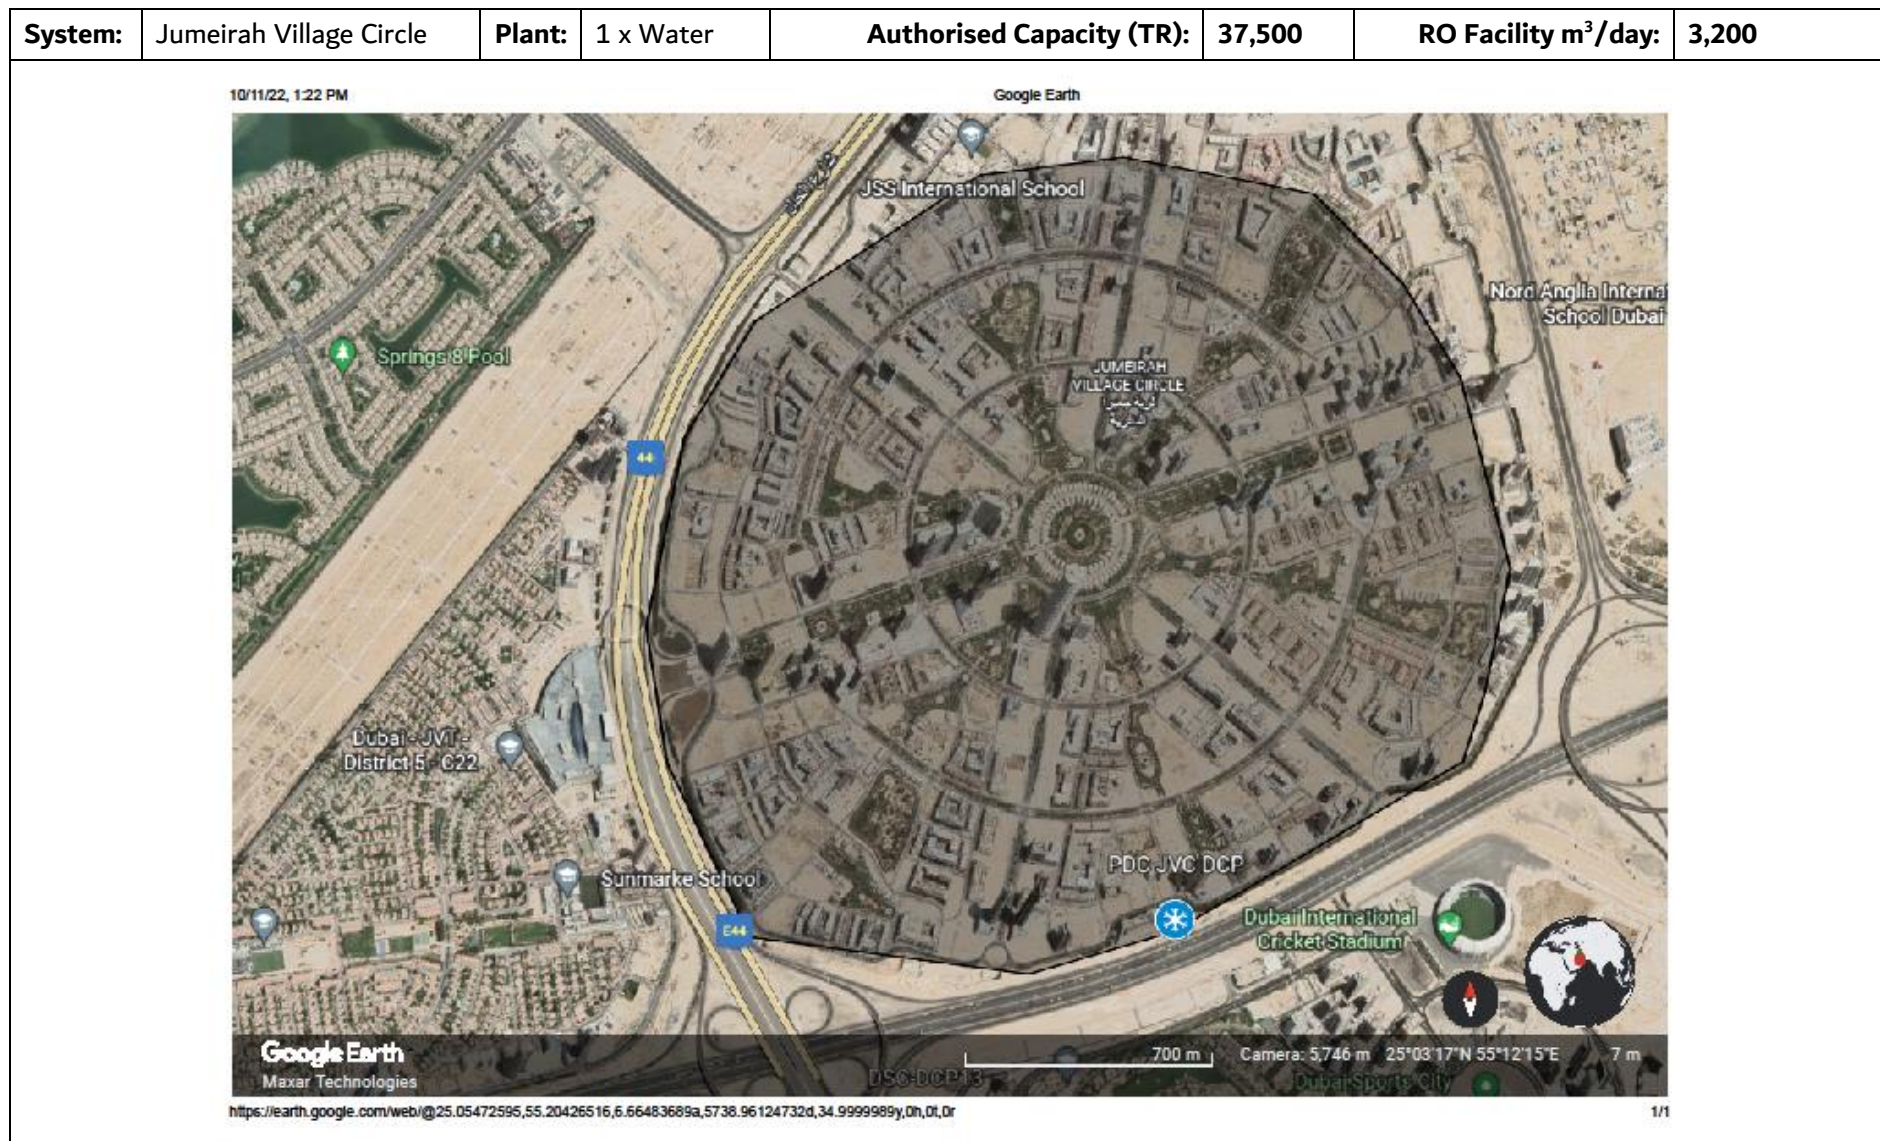 System: Jumeirah Village Circle Plant: 1 x Water Authorised Capacity (TR): 37,500 RO Facility m³/day: 3,200
10/11/22, 1:22 PM Google Earth
JSS International School
Nord Anglia Interna
School Dubai
Springs 8 Pool
JUMEIRAH
VILLAGE CIRCLE
44
Dubai - JVT -
District 5 - C22
PDC JVC DCP
Sunmarke School
E44
Dubai International
Cricket Stadium
Google Earth
Maxar Technologies
700 m Camera: 5,746 m 25°03'17"N 55°12'15"E 7 m
DSC-DCP13
Dubai Sports City
https://earth.google.com/web/@25.05472595,55.20426516,6.66483689a,5738.96124732d,34.9999989y,0h,0t,0r 1/1